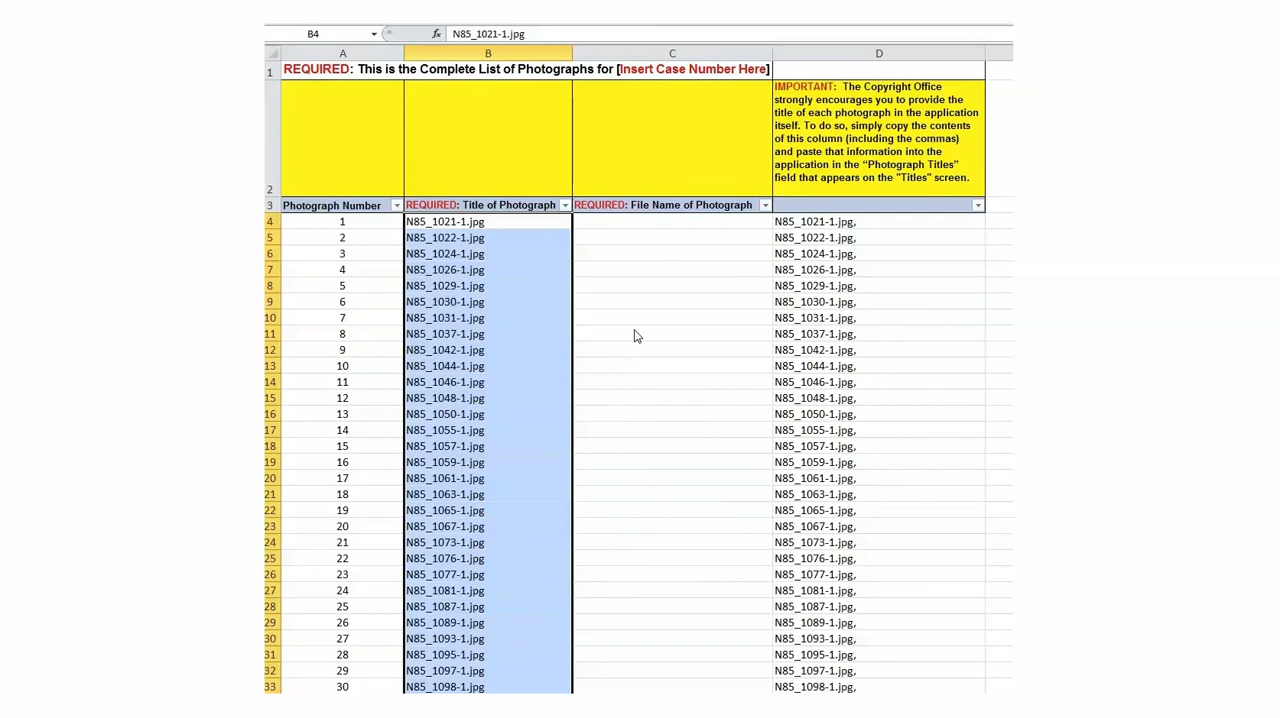 B4 fx N85_1021-1.jpg
A B C D
1 REQUIRED: This is the Complete List of Photographs for [Insert Case Number Here]
IMPORTANT: The Copyright Office
strongly encourages you to provide the
title of each photograph in the application
itself. To do so, simply copy the contents
of this column (including the commas)
and paste that information into the
application in the “Photograph Titles”
field that appears on the "Titles" screen.
2
3 Photograph Number REQUIRED: Title of Photograph REQUIRED: File Name of Photograph
4 1 N85_1021-1.jpg N85_1021-1.jpg,
5 2 N85_1022-1.jpg N85_1022-1.jpg,
6 3 N85_1024-1.jpg N85_1024-1.jpg,
7 4 N85_1026-1.jpg N85_1026-1.jpg,
8 5 N85_1029-1.jpg N85_1029-1.jpg,
9 6 N85_1030-1.jpg N85_1030-1.jpg,
10 7 N85_1031-1.jpg N85_1031-1.jpg,
11 8 N85_1037-1.jpg N85_1037-1.jpg,
12 9 N85_1042-1.jpg N85_1042-1.jpg,
13 10 N85_1044-1.jpg N85_1044-1.jpg,
14 11 N85_1046-1.jpg N85_1046-1.jpg,
15 12 N85_1048-1.jpg N85_1048-1.jpg,
16 13 N85_1050-1.jpg N85_1050-1.jpg,
17 14 N85_1055-1.jpg N85_1055-1.jpg,
18 15 N85_1057-1.jpg N85_1057-1.jpg,
19 16 N85_1059-1.jpg N85_1059-1.jpg,
20 17 N85_1061-1.jpg N85_1061-1.jpg,
21 18 N85_1063-1.jpg N85_1063-1.jpg,
22 19 N85_1065-1.jpg N85_1065-1.jpg,
23 20 N85_1067-1.jpg N85_1067-1.jpg,
24 21 N85_1073-1.jpg N85_1073-1.jpg,
25 22 N85_1076-1.jpg N85_1076-1.jpg,
26 23 N85_1077-1.jpg N85_1077-1.jpg,
27 24 N85_1081-1.jpg N85_1081-1.jpg,
28 25 N85_1087-1.jpg N85_1087-1.jpg,
29 26 N85_1089-1.jpg N85_1089-1.jpg,
30 27 N85_1093-1.jpg N85_1093-1.jpg,
31 28 N85_1095-1.jpg N85_1095-1.jpg,
32 29 N85_1097-1.jpg N85_1097-1.jpg,
33 30 N85_1098-1.jpg N85_1098-1.jpg,